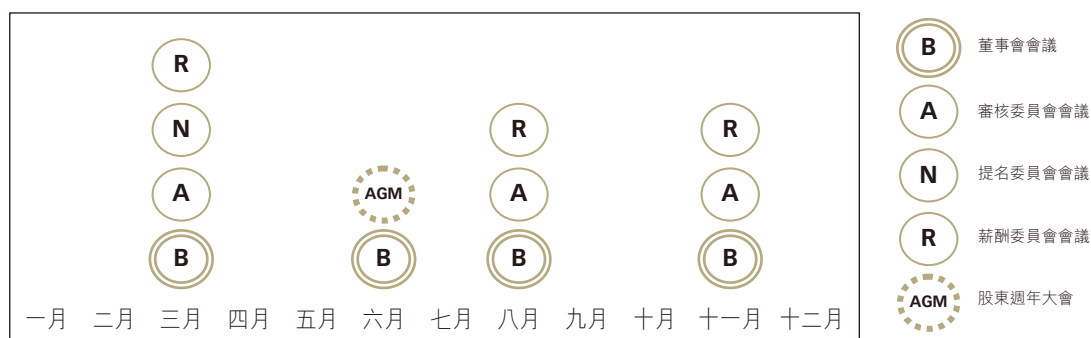 R
N R R
A AGM A A
B B B B
一月 二月 三月 四月 五月 六月 七月 八月 九月 十月 十一月 十二月
B 董事會會議
A 審核委員會會議
N 提名委員會會議
R 薪酬委員會會議
AGM 股東週年大會